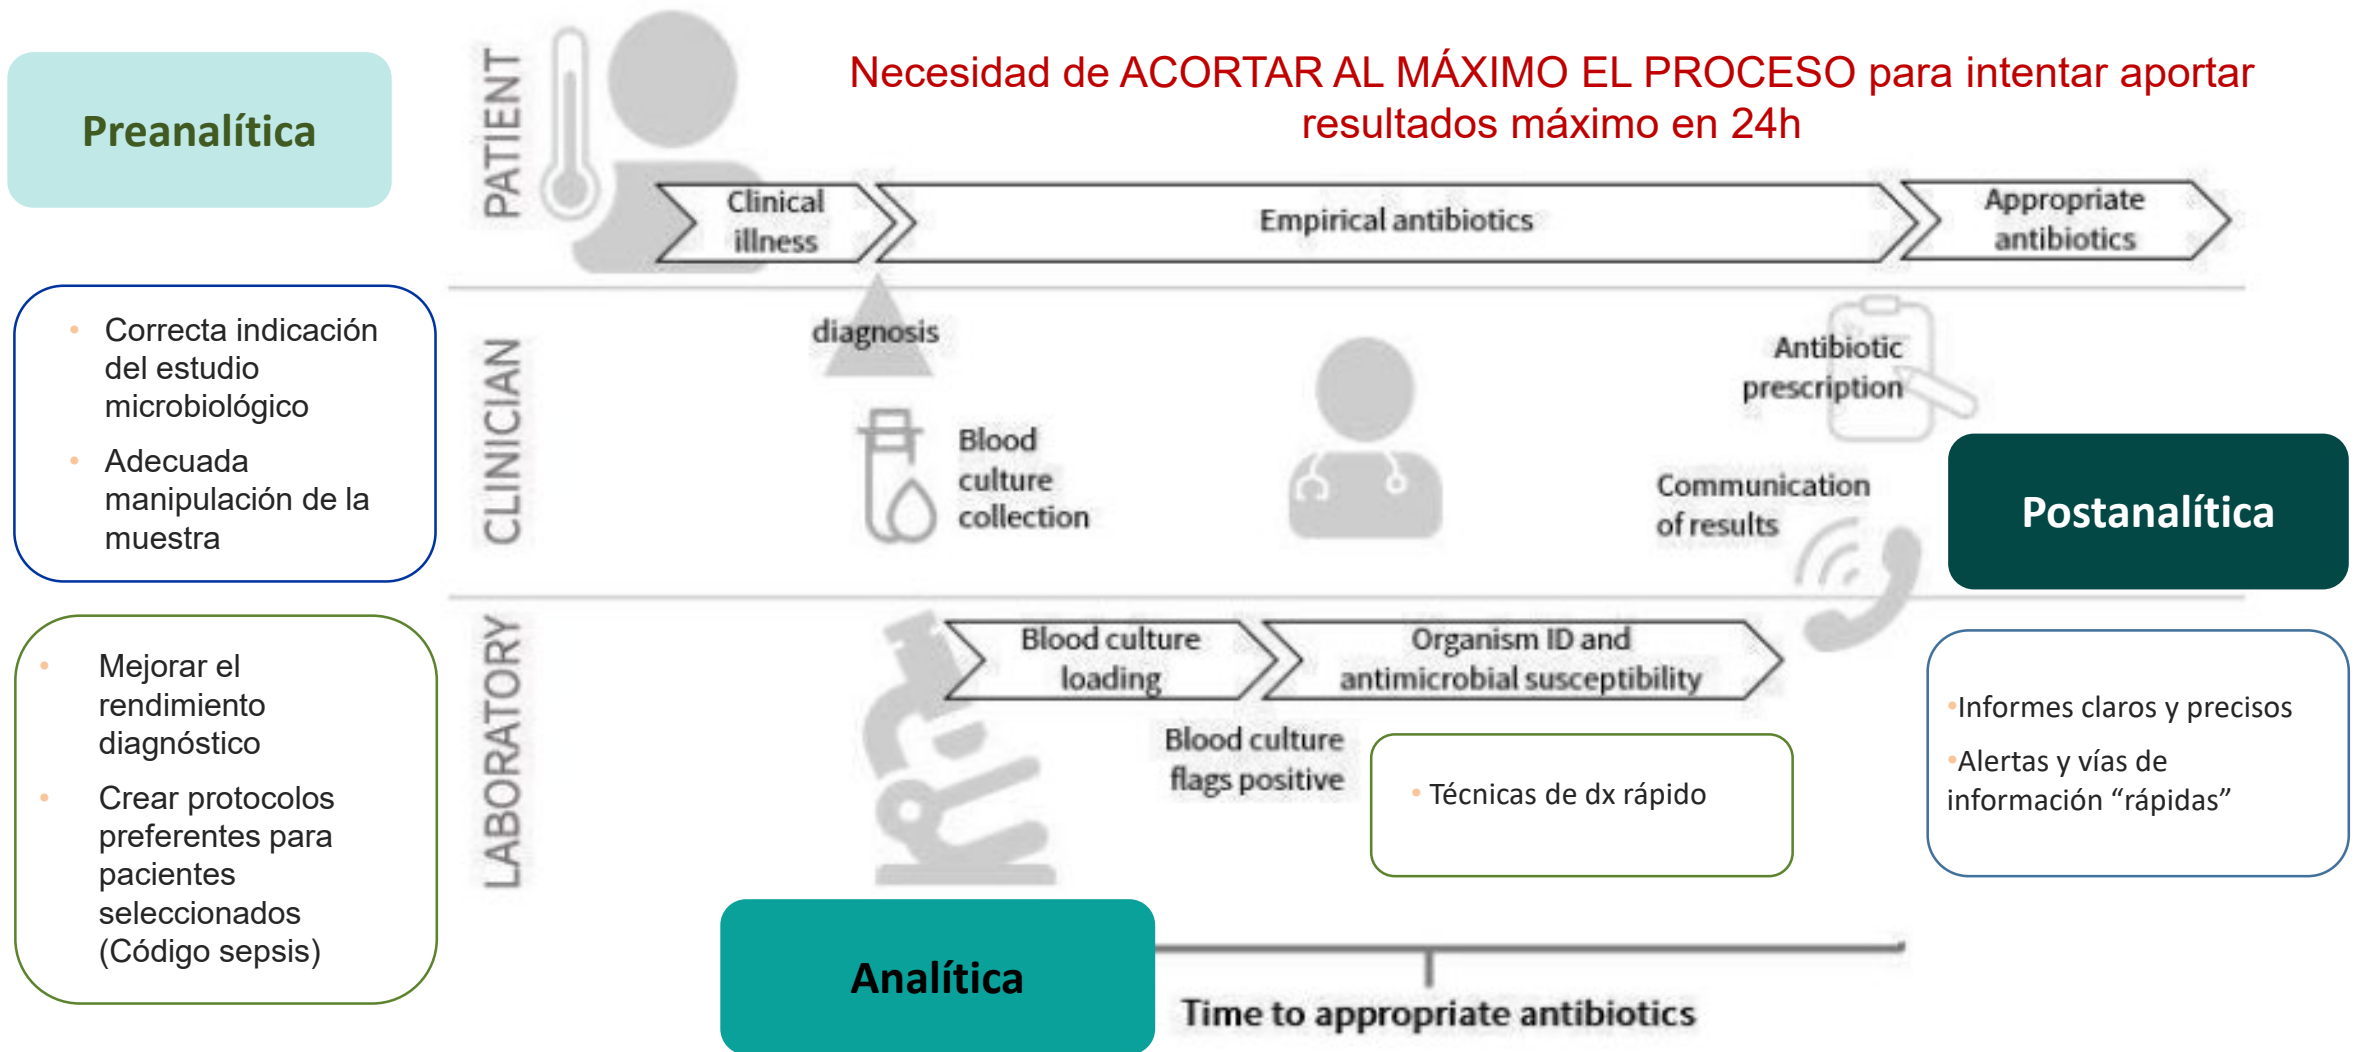 Preanalítica
PATIENT
Necesidad de ACORTAR AL MÁXIMO EL PROCESO para intentar aportar
resultados máximo en 24h
Clinical
illness
Empirical antibiotics
Appropriate
antibiotics
• Correcta indicación
del estudio
microbiológico
• Adecuada
manipulación de la
muestra
CLINICIAN
diagnosis
Blood
culture
collection
Antibiotic
prescription
Communication
of results
Postanalítica
• Mejorar el
rendimiento
diagnóstico
• Crear protocolos
preferentes para
pacientes
seleccionados
(Código sepsis)
LABORATORY
Blood culture
loading
Organism ID and
antimicrobial susceptibility
Blood culture
flags positive
• Técnicas de dx rápido
•Informes claros y precisos
•Alertas y vías de
información “rápidas”
Analítica
Time to appropriate antibiotics